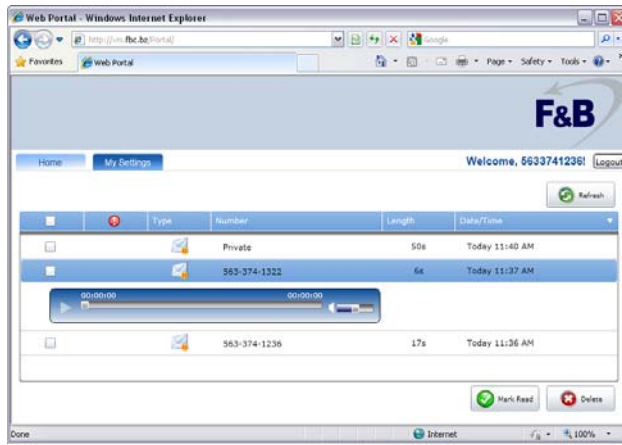 Web Portal - Windows Internet Explorer
http://vm.fbc.bz/Portal/
Google
Favorites Web Portal Page Safety Tools
F&B
Home My Settings Welcome, 5633741236! Logout
Refresh
Type Number Length Date/Time
Private 50s Today 11:40 AM
563-374-1322 6s Today 11:37 AM
00:00:00 00:00:00
563-374-1236 17s Today 11:36 AM
Mark Read Delete
Done Internet 100%